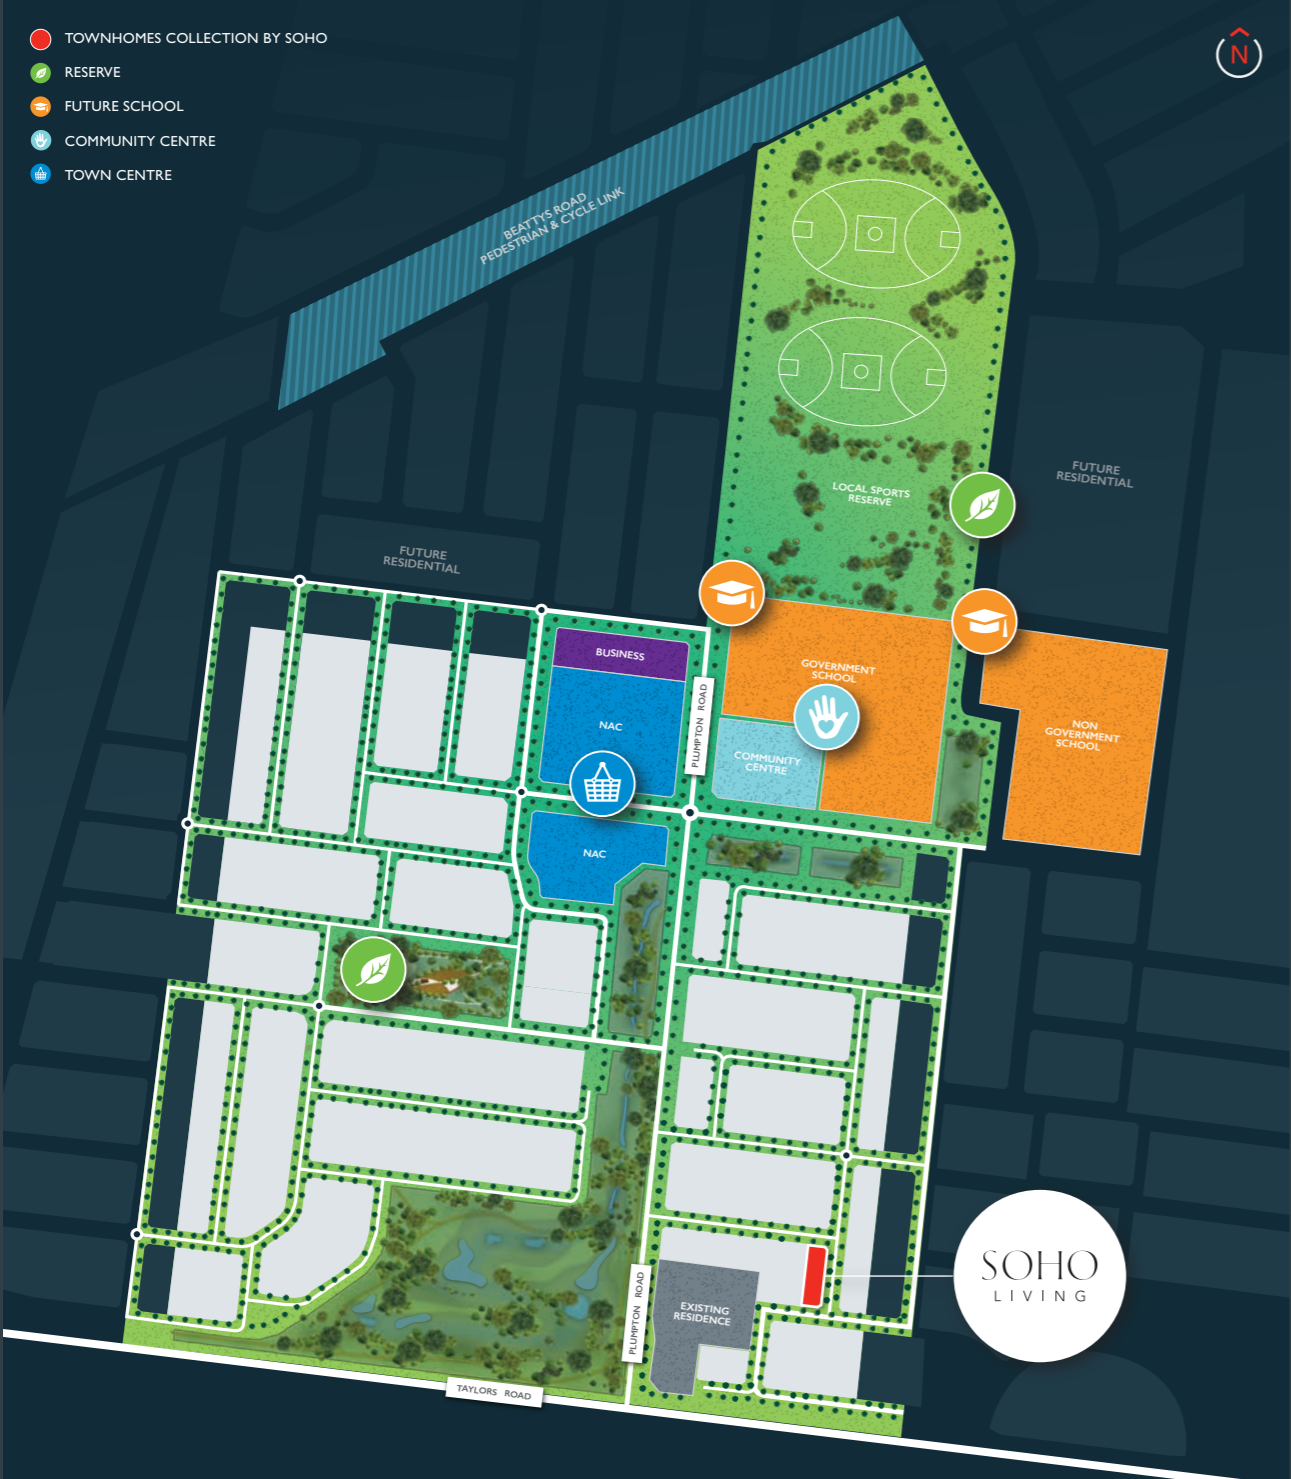 TOWNHOMES COLLECTION BY SOHO
RESERVE
FUTURE SCHOOL
COMMUNITY CENTRE
TOWN CENTRE
N
BEATTYS ROAD
PEDESTRIAN & CYCLE LINK
FUTURE
RESIDENTIAL
LOCAL SPORTS
RESERVE
FUTURE
RESIDENTIAL
BUSINESS
GOVERNMENT
SCHOOL
NAC
PLUMPTON ROAD
NON
GOVERNMENT
SCHOOL
COMMUNITY
CENTRE
NAC
SOHO
LIVING
EXISTING
RESIDENCE
PLUMPTON ROAD
TAYLORS ROAD